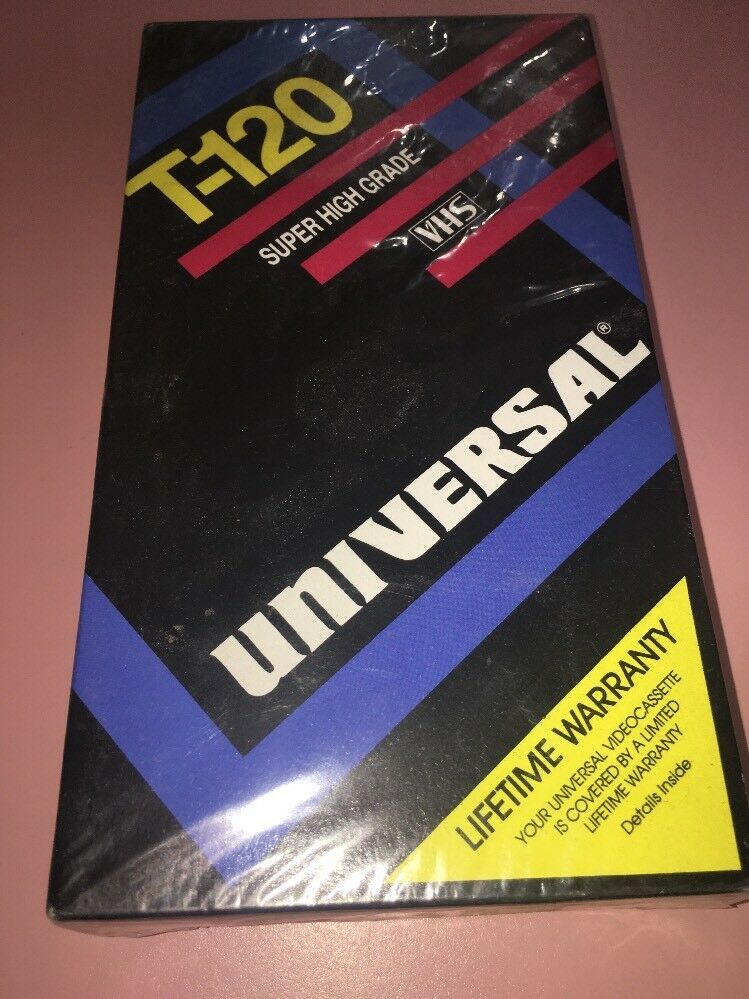 T-120
SUPER HIGH GRADE
VHS
UNIVERSAL®
LIFETIME WARRANTY
YOUR UNIVERSAL VIDEOCASSETTE
IS COVERED BY A LIMITED
LIFETIME WARRANTY
Details Inside